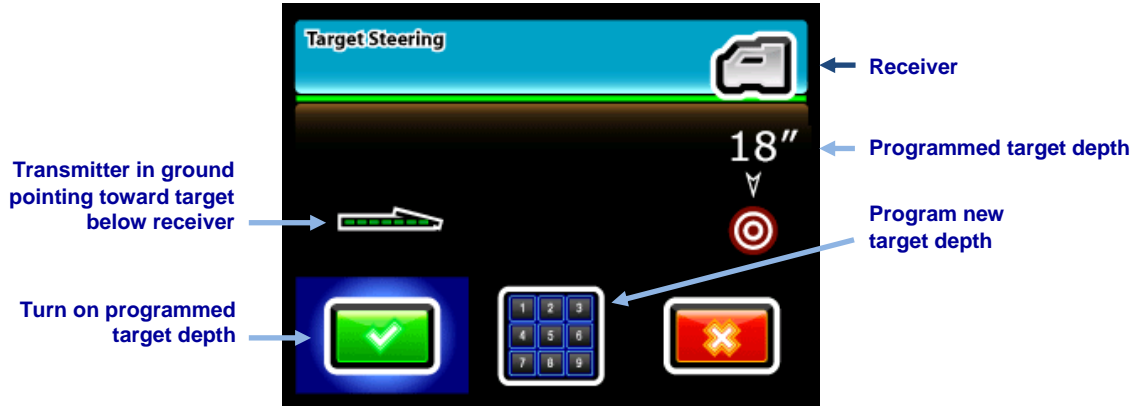 Target Steering
Receiver
18″
Programmed target depth
Transmitter in ground
pointing toward target
below receiver
Program new
target depth
Turn on programmed
target depth
1 2 3
4 5 6
7 8 9